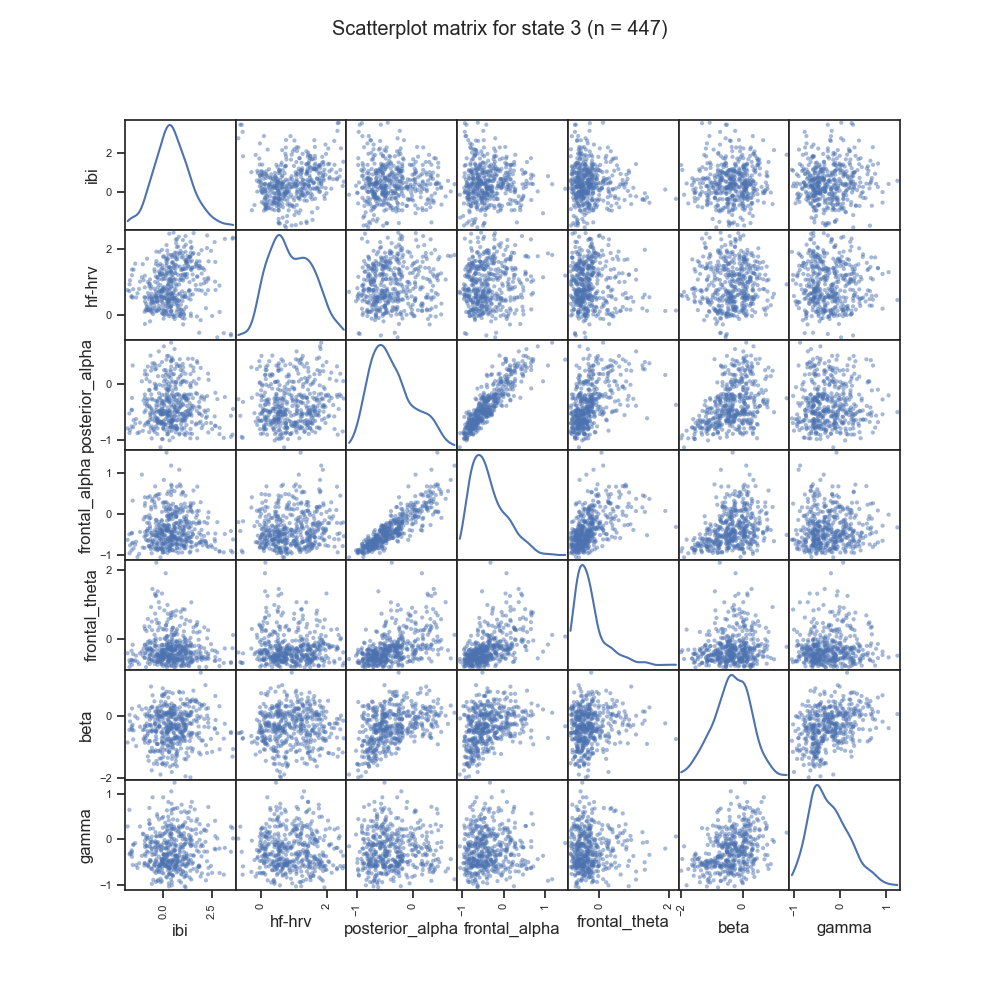 Scatterplot matrix for state 3 (n = 447)
ibi
2
0
hf-hrv
2
0
posterior_alpha
0
−1
frontal_alpha
1
0
−1
frontal_theta
2
0
beta
0
−2
gamma
1
0
−1
0.0
2.5
0
2
−1
0
−1
0
1
0
2
−2
0
−1
0
1
ibi
hf-hrv
posterior_alpha
frontal_alpha
frontal_theta
beta
gamma